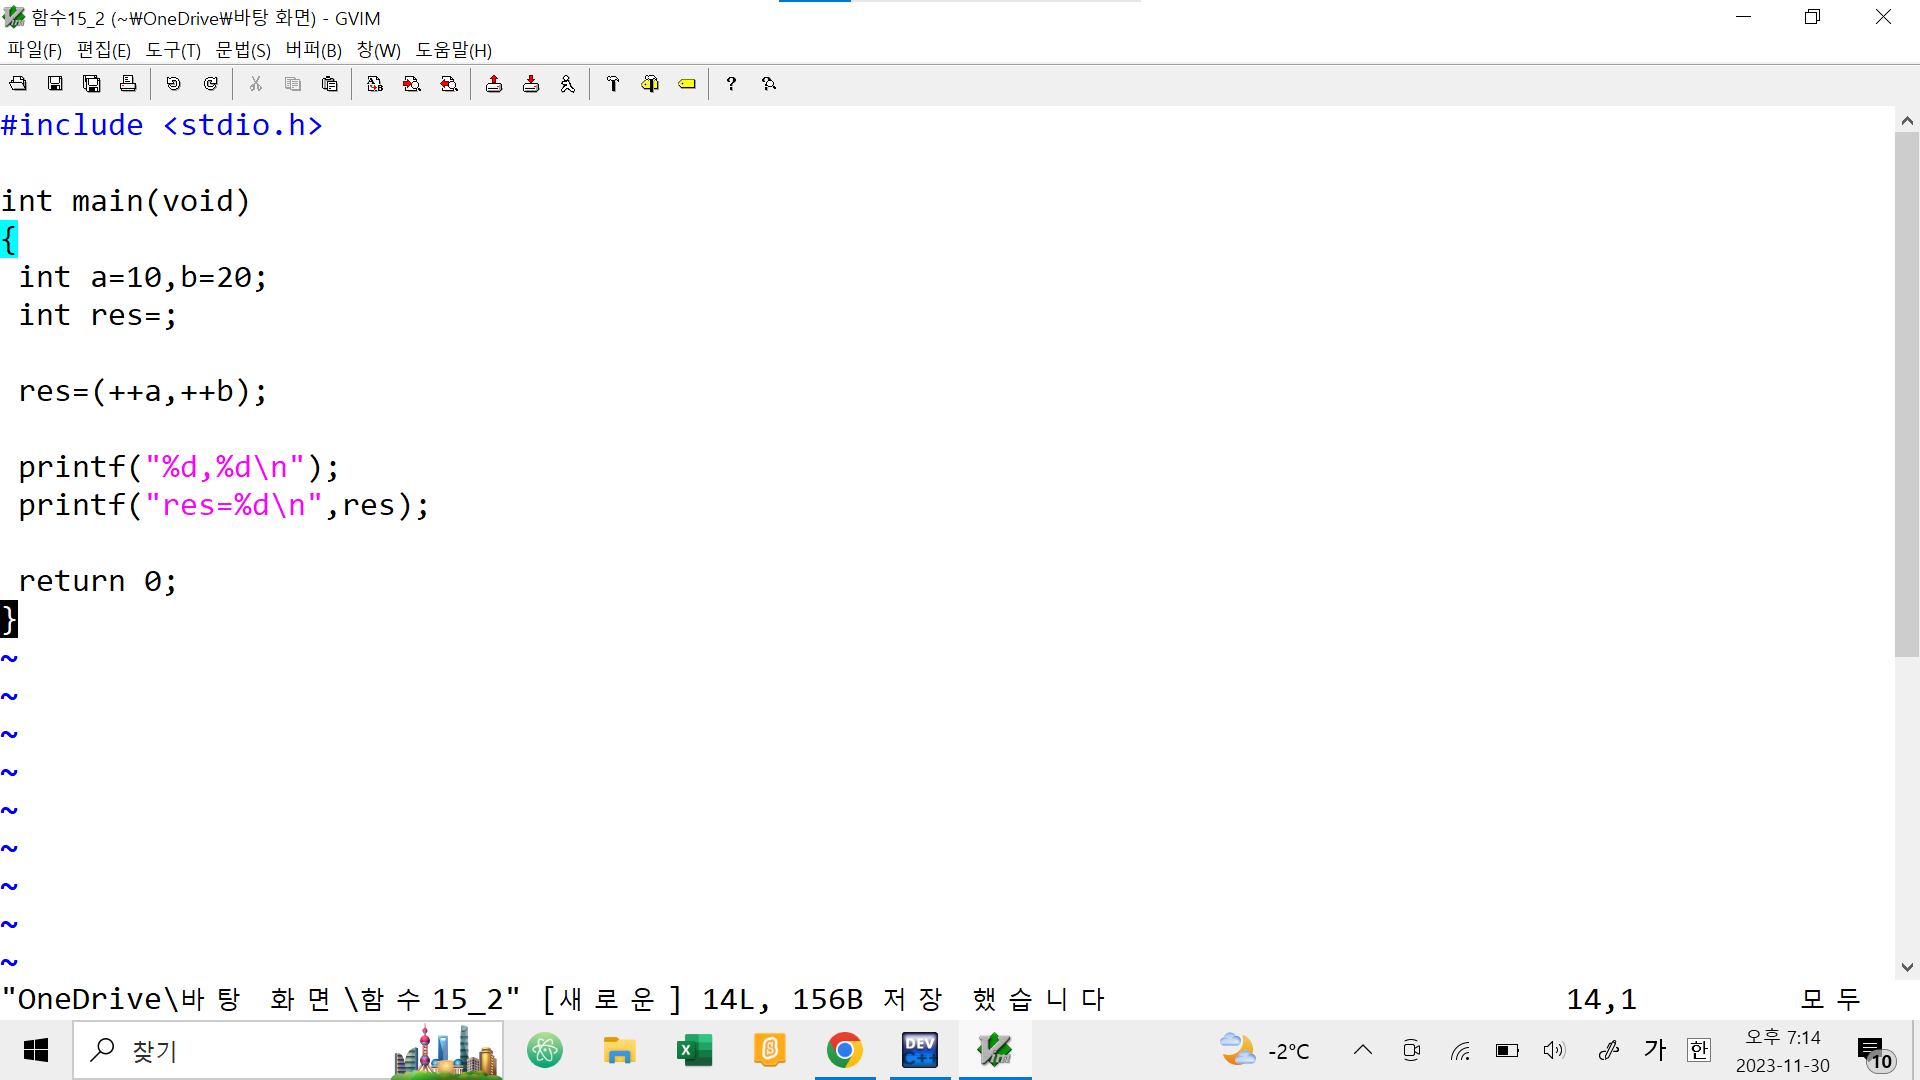 함수15_2 (~\OneDrive\바탕 화면) - GVIM
파일(F) 편집(E) 도구(T) 문법(S) 버퍼(B) 창(W) 도움말(H)
#include <stdio.h>
int main(void)
{
int a=10,b=20;
int res=;
res=(++a,++b);
printf("%d,%d\n");
printf("res=%d\n",res);
return 0;
}
~
~
~
~
~
~
~
~
~
"OneDrive\바탕 화면\함수15_2" [새로운] 14L, 156B 저장 했습니다 14,1 모두
찾기 DEV C++ -2℃ 가 한 오후 7:14
2023-11-30 10